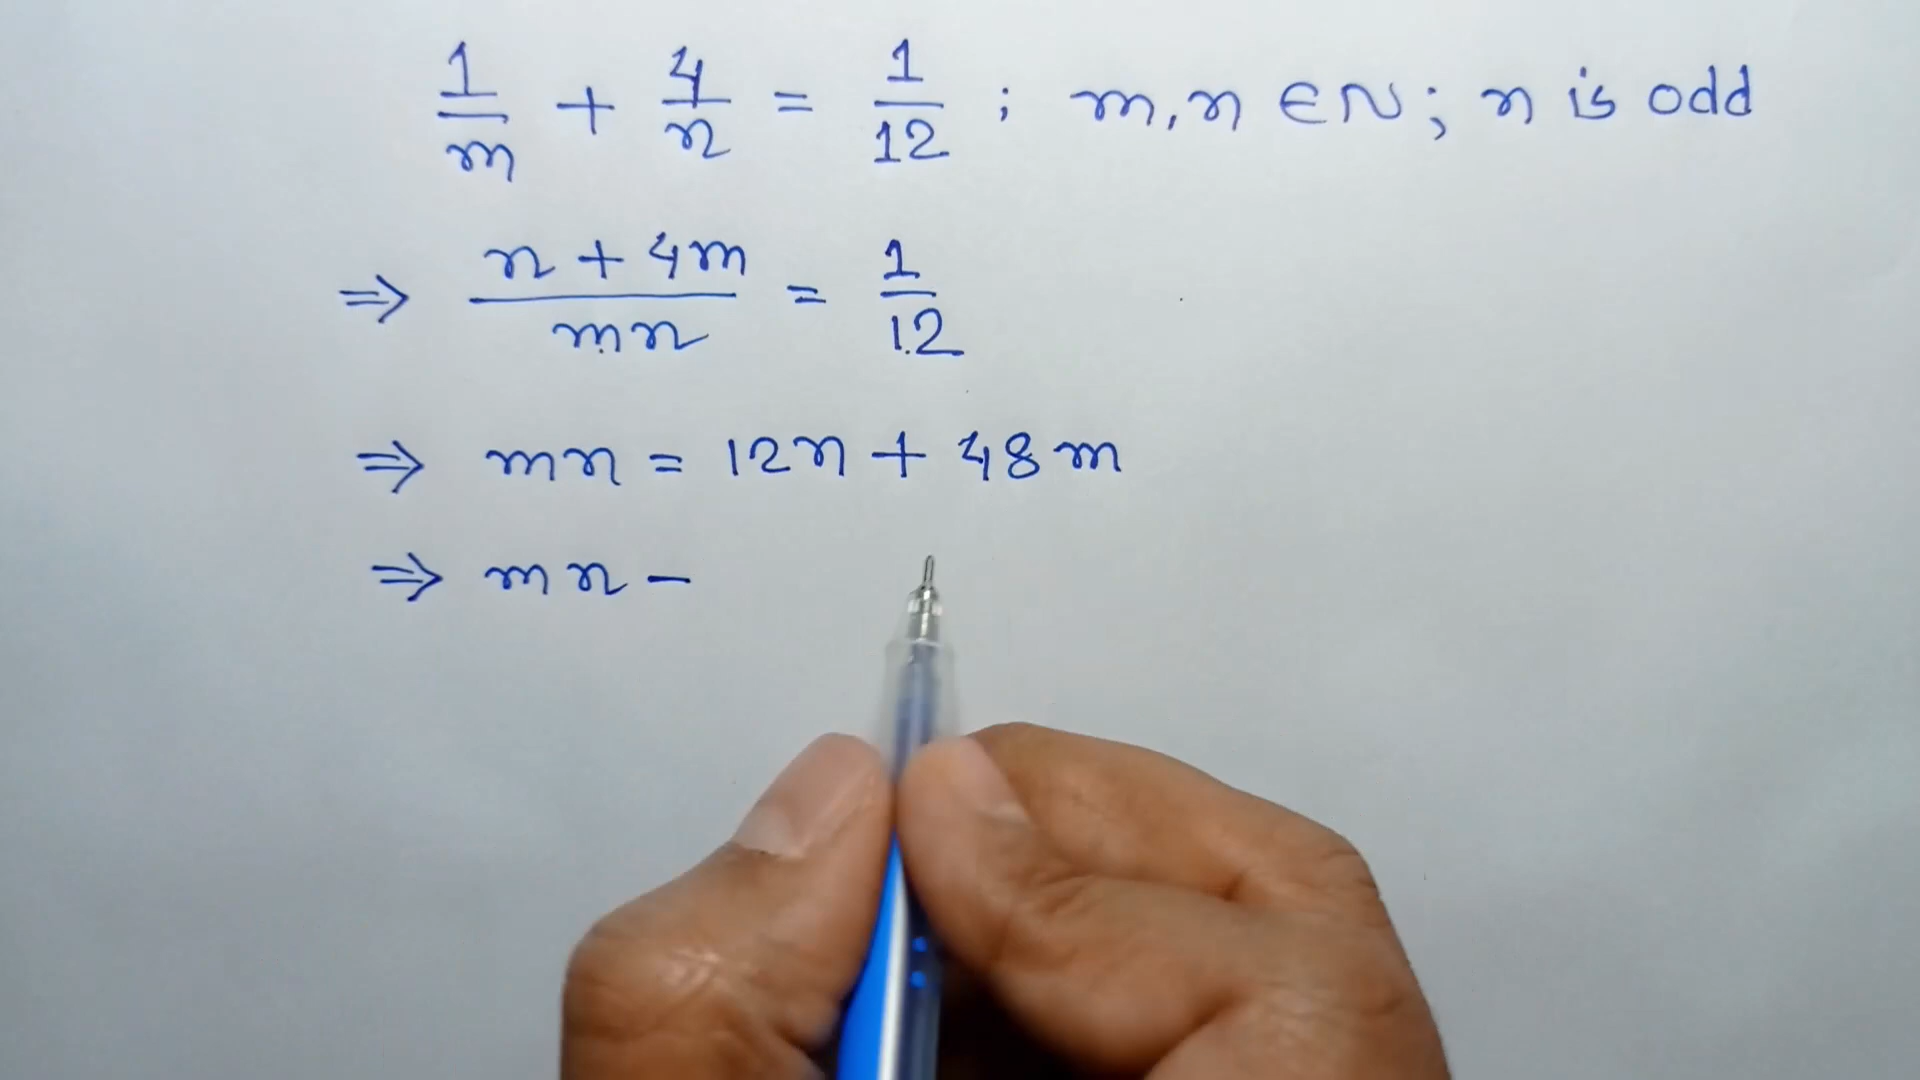 1/m + 4/n = 1/12 ; m, n ∈ N ; n is odd
⇒ (n + 4m)/(mn) = 1/12
⇒ mn = 12n + 48m
⇒ mn −